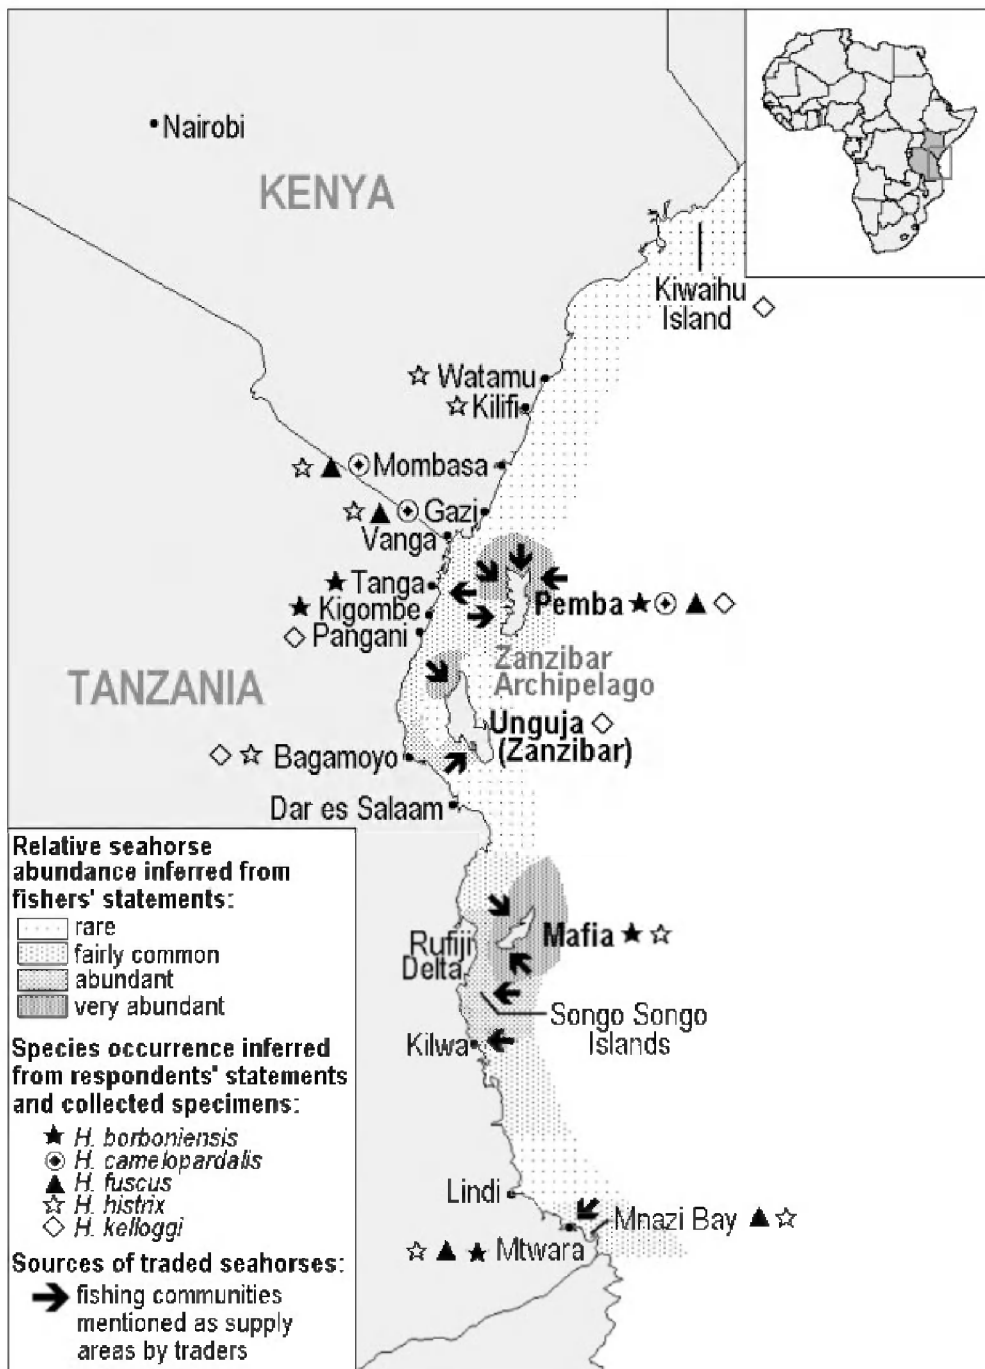 Nairobi
KENYA
Kiwaihu
Island
Watamu
Kilifi
Mombasa
Gazi
Vanga
Tanga
Kigombe
Pangani
Pemba
Zanzibar
Archipelago
TANZANIA
Unguja
(Zanzibar)
Bagamoyo
Dar es Salaam
Relative seahorse
abundance inferred from
fishers' statements:
rare
fairly common
abundant
very abundant
Rufiji
Delta
Mafia
Songo Songo
Islands
Kilwa
Species occurrence inferred
from respondents' statements
and collected specimens:
H. borboniensis
H. camelopardalis
H. fuscus
H. histrix
H. kelloggi
Lindi
Mnazi Bay
Mtwara
Sources of traded seahorses:
fishing communities
mentioned as supply
areas by traders